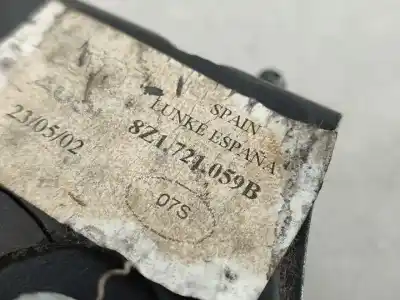 SPAIN
LUNKE ESPAÑA
8Z1.721.059B
23/05/02
07S